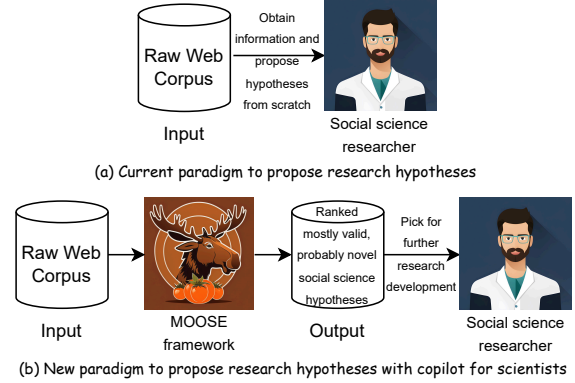 Raw Web
Corpus
Input
Obtain
information and
propose
hypotheses
from scratch
Social science
researcher
(a) Current paradigm to propose research hypotheses
Raw Web
Corpus
Input
MOOSE
framework
Ranked
mostly valid,
probably novel
social science
hypotheses
Output
Pick for
further
research
development
Social science
researcher
(b) New paradigm to propose research hypotheses with copilot for scientists